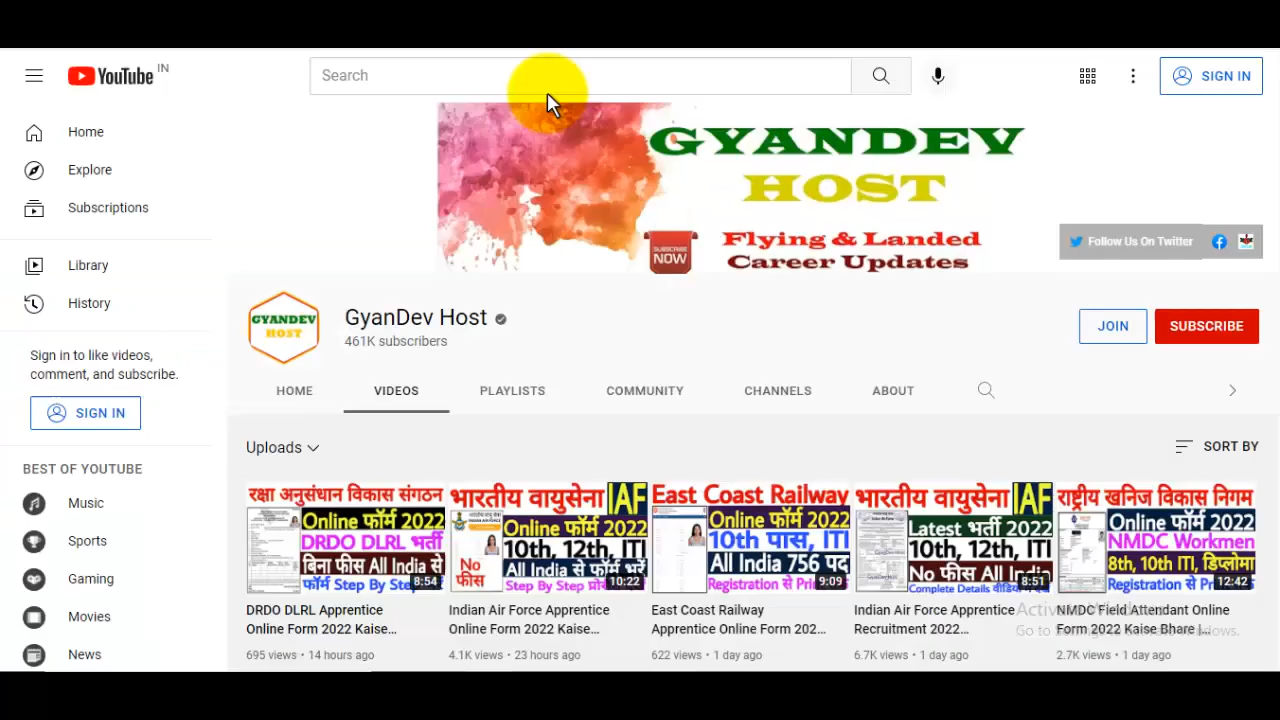 YouTube IN
Search
SIGN IN
Home
Explore
Subscriptions
Library
History
Sign in to like videos,
comment, and subscribe.
SIGN IN
BEST OF YOUTUBE
Music
Sports
Gaming
Movies
News
GYANDEV
HOST
SUBSCRIBE
NOW
Flying & Landed
Career Updates
Follow Us On Twitter
GYANDEV
HOST
GyanDev Host
461K subscribers
JOIN
SUBSCRIBE
HOME VIDEOS PLAYLISTS COMMUNITY CHANNELS ABOUT
Uploads
SORT BY
रक्षा अनुसंधान विकास संगठन
Online फॉर्म 2022
DRDO DLRL भर्ती
बिना फीस All India से
फॉर्म Step By Step
8:54
DRDO DLRL Apprentice
Online Form 2022 Kaise...
695 views • 14 hours ago
भारतीय वायुसेना IAF
Online फॉर्म 2022
10th, 12th, ITI
No
फीस
All India से फॉर्म भरें
Step By Step
10:22
Indian Air Force Apprentice
Online Form 2022 Kaise...
4.1K views • 23 hours ago
East Coast Railway
Online फॉर्म 2022
10th पास, ITI
All India 756 पद
Registration से
9:09
East Coast Railway
Apprentice Online Form 202...
622 views • 1 day ago
भारतीय वायुसेना IAF
Latest भर्ती 2022
10th, 12th, ITI
No फीस All India
Complete Details
8:51
Indian Air Force Apprentice
Recruitment 2022...
6.7K views • 1 day ago
राष्ट्रीय खनिज विकास निगम
Online फॉर्म 2022
NMDC Workmen
8th, 10th ITI, डिप्लोमा
Registration से
12:42
NMDC Field Attendant Online
Form 2022 Kaise Bhare |...
2.7K views • 1 day ago